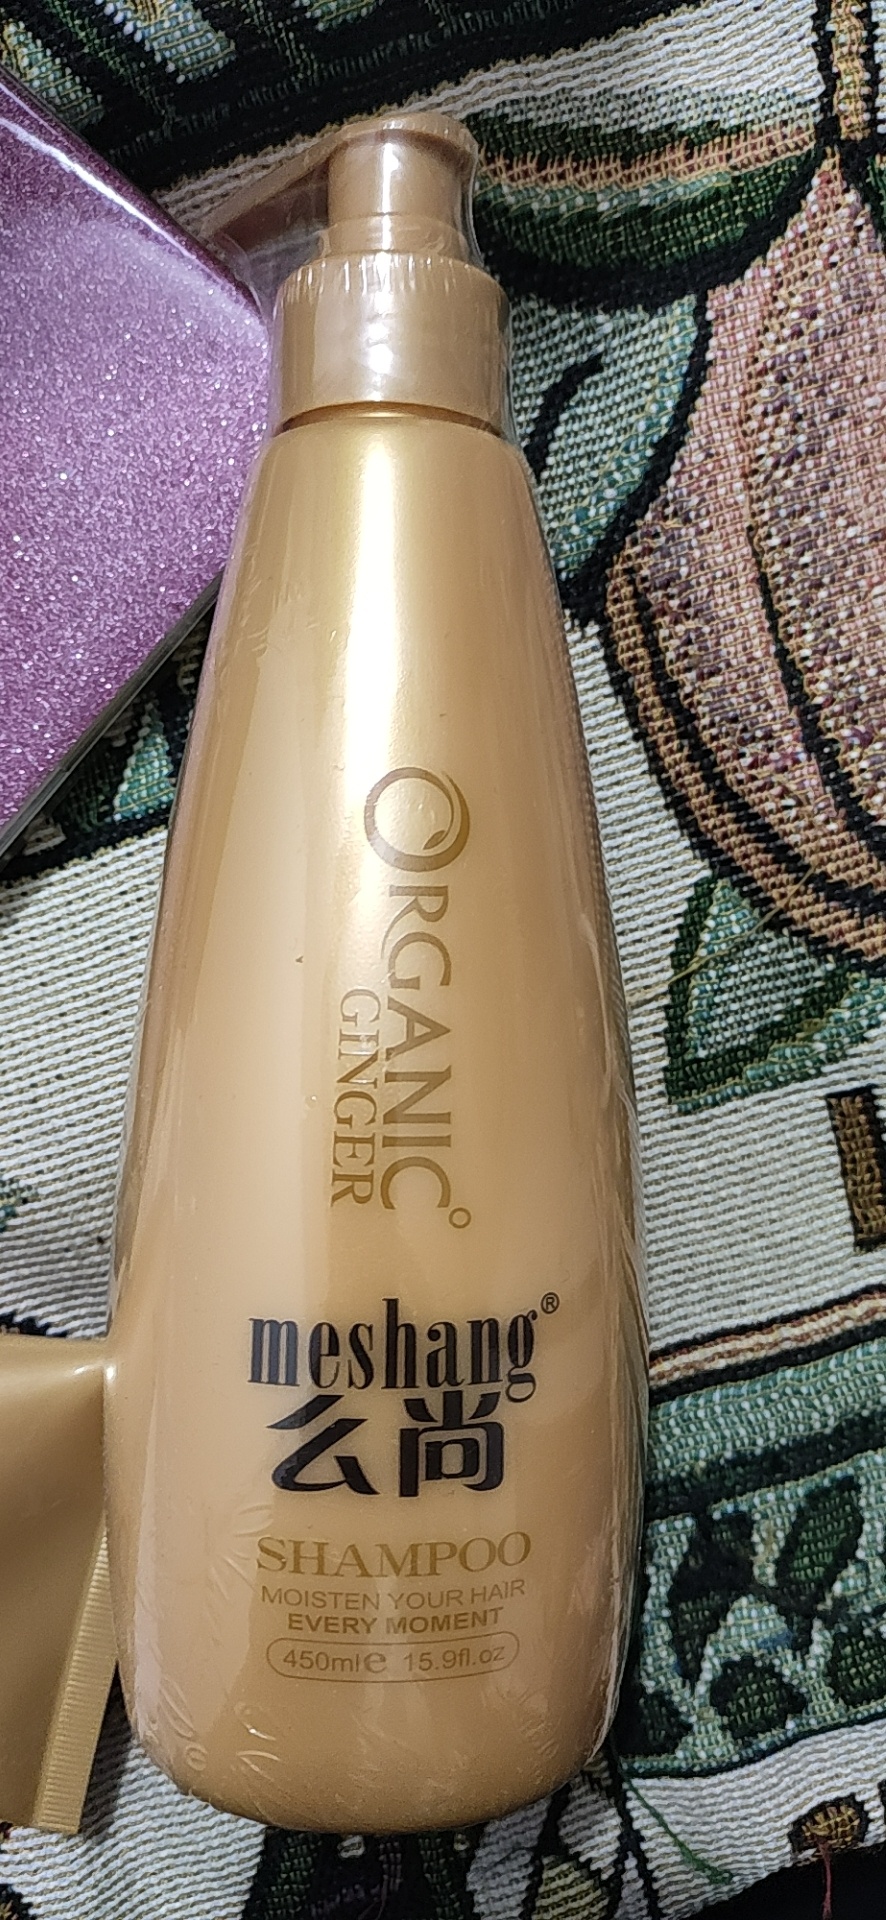 ORGANIC
GINGER
meshang®
么尚
SHAMPOO
MOISTEN YOUR HAIR
EVERY MOMENT
450ml℮ 15.9fl.oz